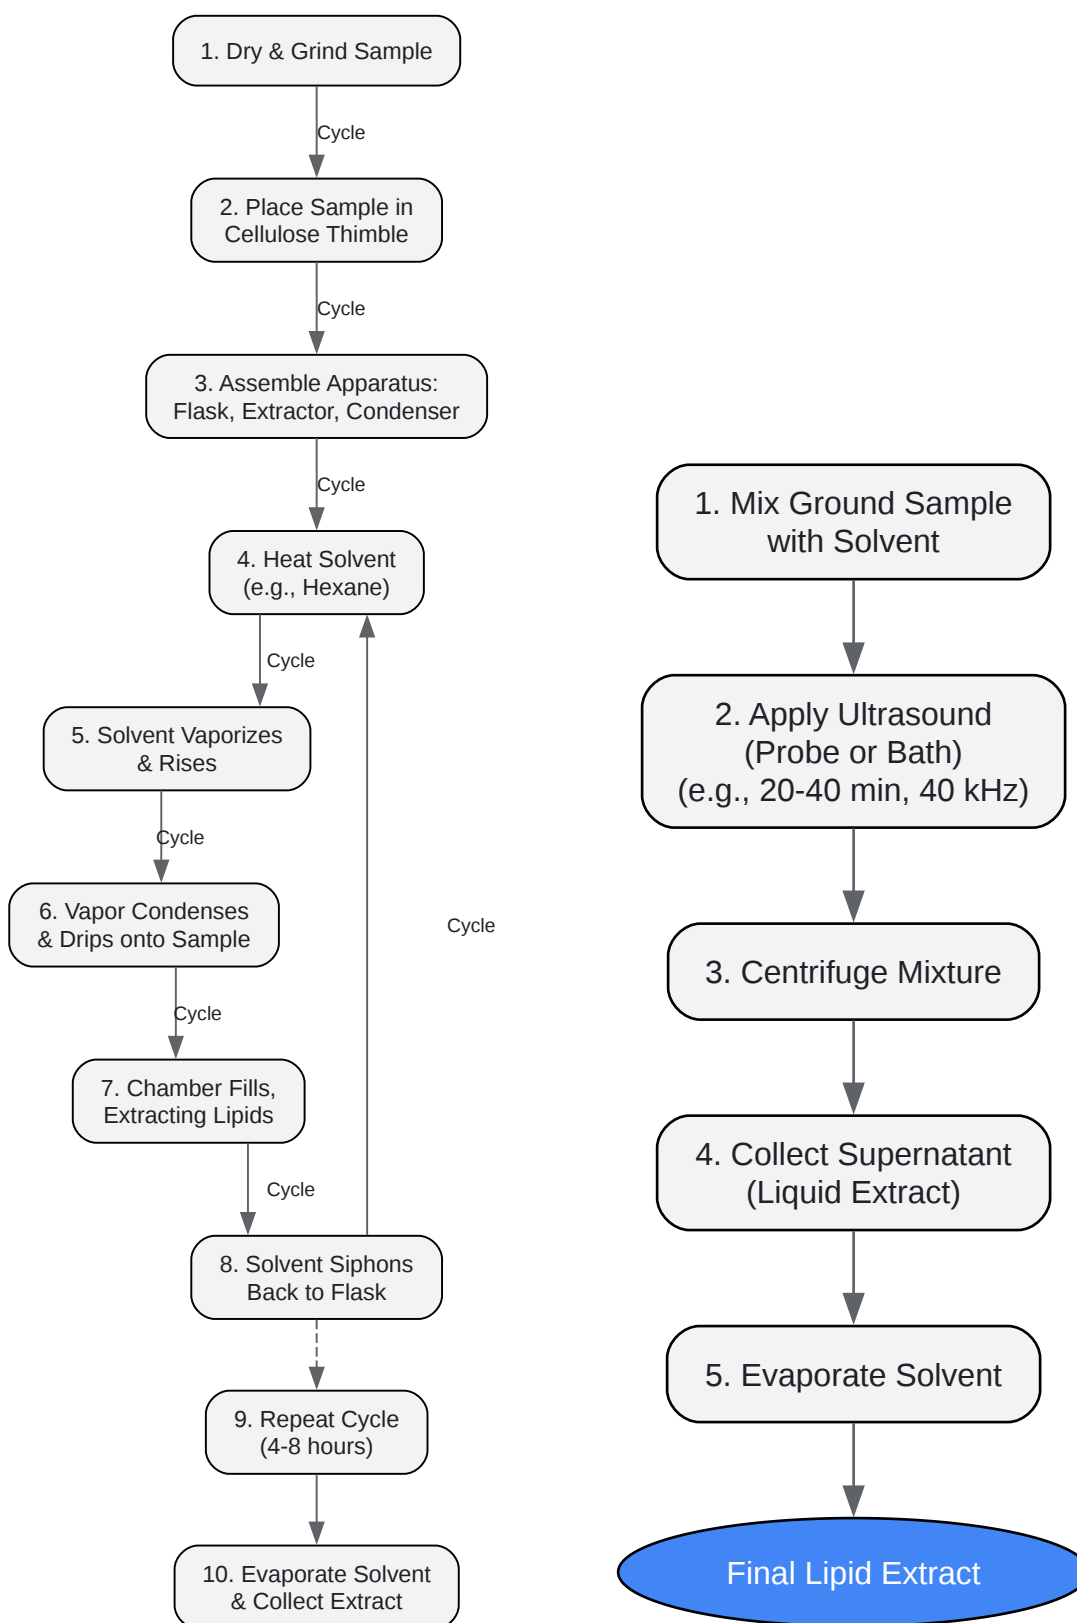 1. Dry & Grind Sample
Cycle
2. Place Sample in
Cellulose Thimble
Cycle
3. Assemble Apparatus:
Flask, Extractor, Condenser
Cycle
4. Heat Solvent
(e.g., Hexane)
Cycle
5. Solvent Vaporizes
& Rises
Cycle
6. Vapor Condenses
& Drips onto Sample
Cycle
Cycle
7. Chamber Fills,
Extracting Lipids
Cycle
8. Solvent Siphons
Back to Flask
9. Repeat Cycle
(4-8 hours)
10. Evaporate Solvent
& Collect Extract
1. Mix Ground Sample
with Solvent
2. Apply Ultrasound
(Probe or Bath)
(e.g., 20-40 min, 40 kHz)
3. Centrifuge Mixture
4. Collect Supernatant
(Liquid Extract)
5. Evaporate Solvent
Final Lipid Extract